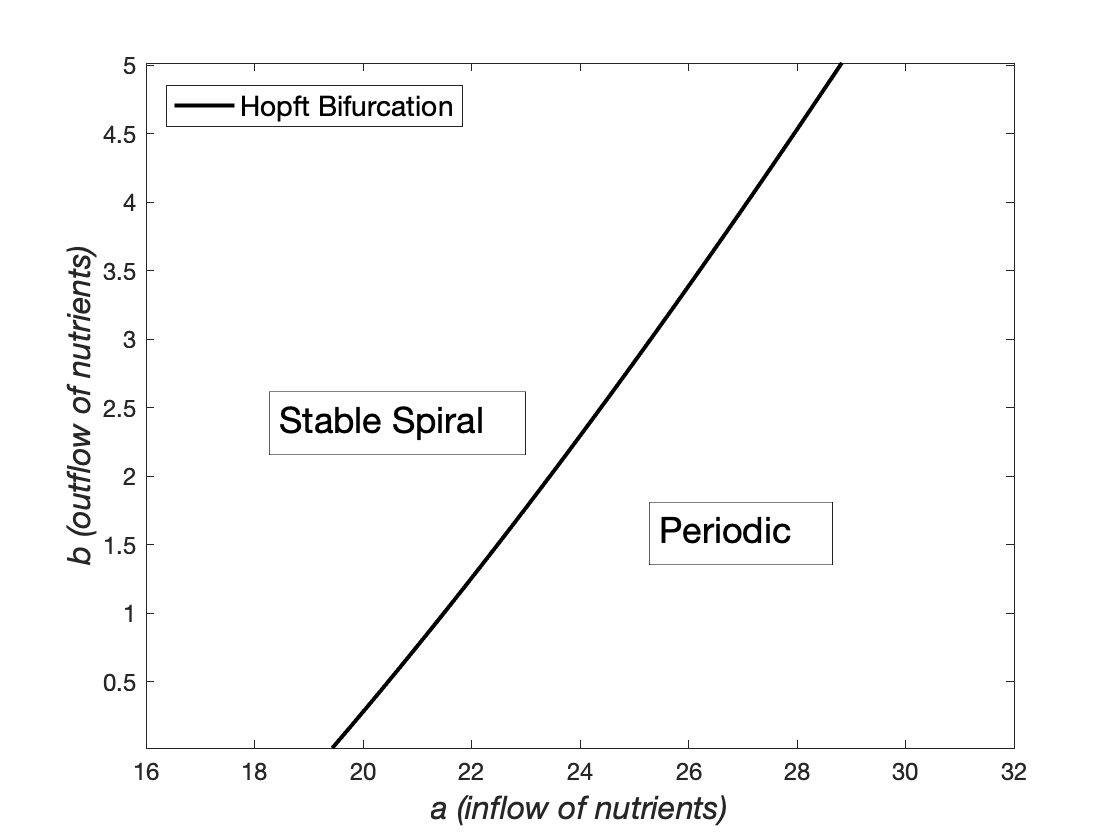 Hopft Bifurcation
5
4.5
4
3.5
3
2.5
2
1.5
1
0.5
b (outflow of nutrients)
Stable Spiral
Periodic
16 18 20 22 24 26 28 30 32
a (inflow of nutrients)